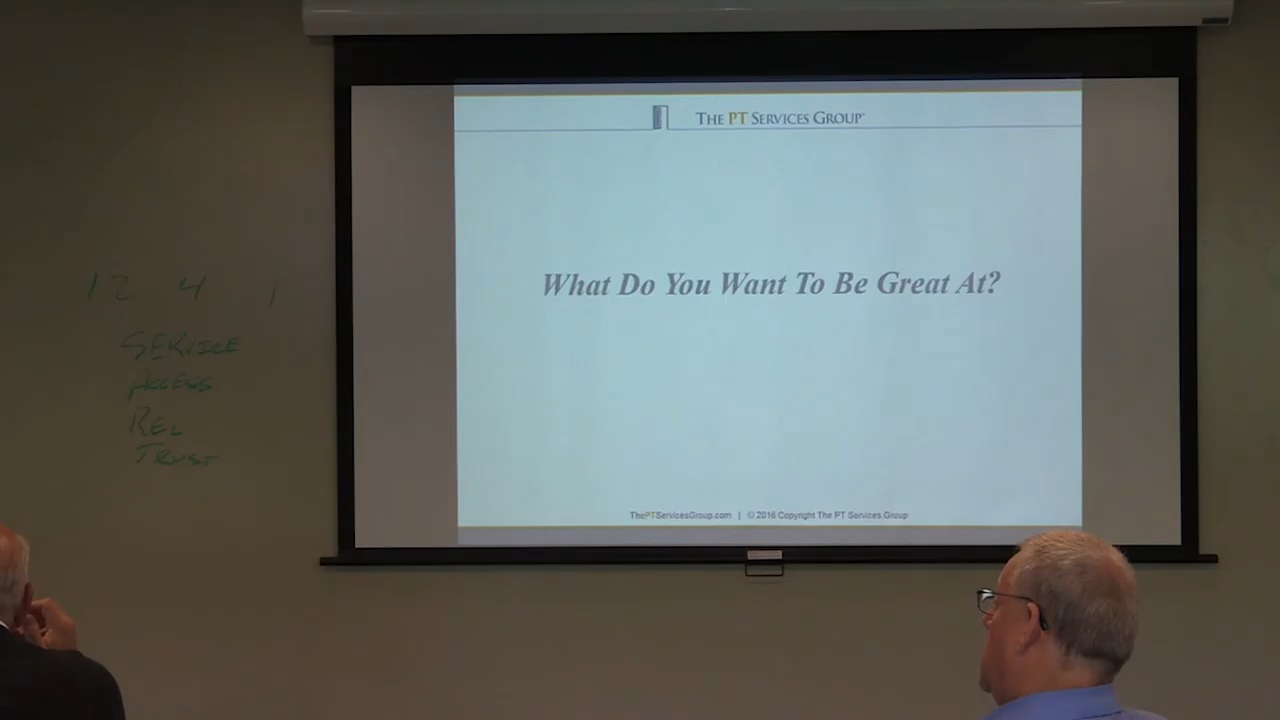 THE PT SERVICES GROUP
What Do You Want To Be Great At?
ThePTServicesGroup.com | © 2016 Copyright The PT Services Group
12 4 1
SERVICE
ACCESS
REL
TRUST